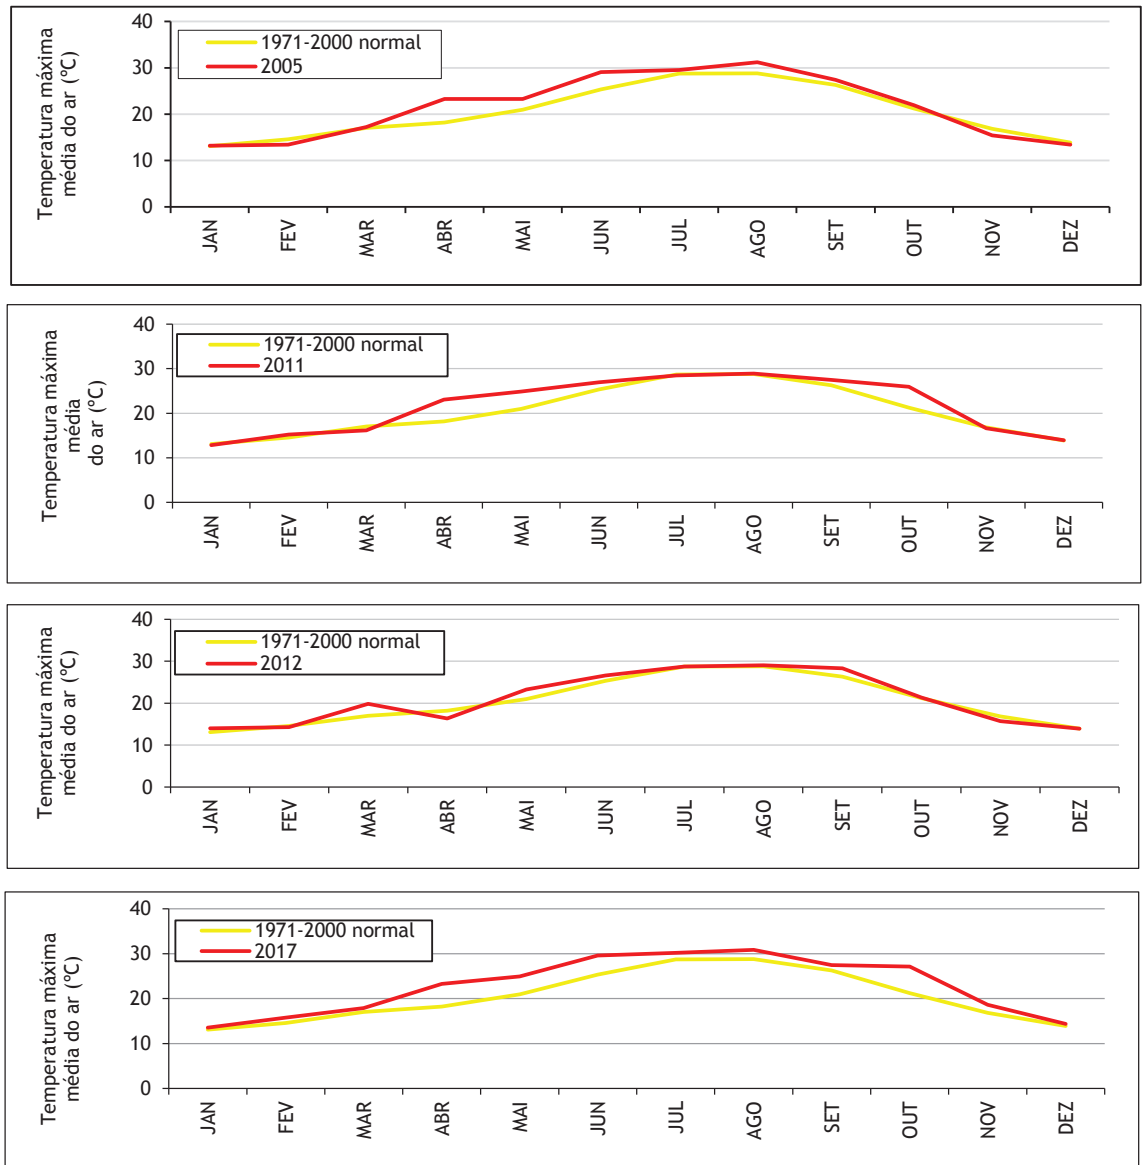 Temperatura máxima
média do ar (ºC)
40
30
20
10
0
1971-2000 normal
2005
JAN
FEV
MAR
ABR
MAI
JUN
JUL
AGO
SET
OUT
NOV
DEZ
Temperatura máxima
média
do ar (ºC)
40
30
20
10
0
1971-2000 normal
2011
JAN
FEV
MAR
ABR
MAI
JUN
JUL
AGO
SET
OUT
NOV
DEZ
Temperatura máxima
média do ar (ºC)
40
30
20
10
0
1971-2000 normal
2012
JAN
FEV
MAR
ABR
MAI
JUN
JUL
AGO
SET
OUT
NOV
DEZ
Temperatura máxima
média do ar (ºC)
40
30
20
10
0
1971-2000 normal
2017
JAN
FEV
MAR
ABR
MAI
JUN
JUL
AGO
SET
OUT
NOV
DEZ